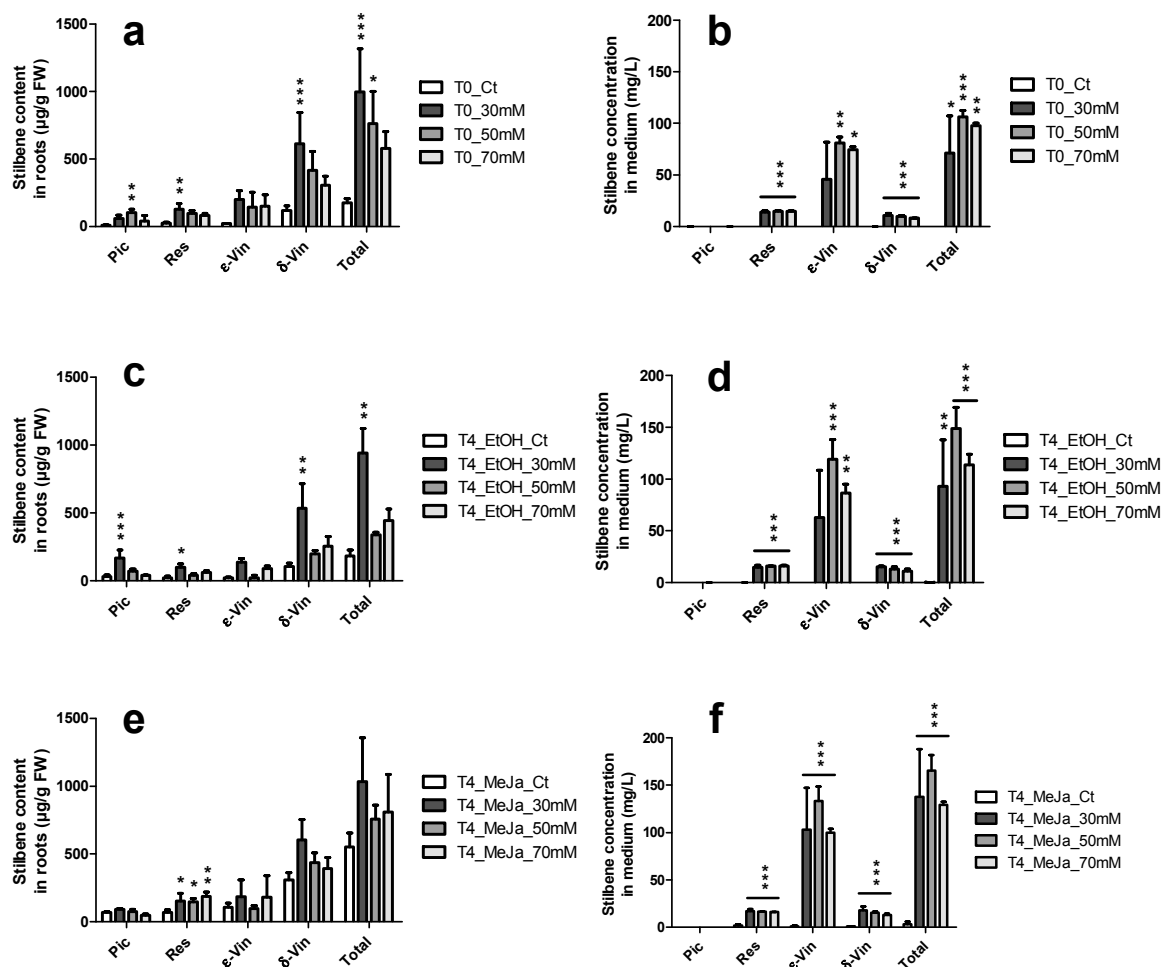 a
Stilbene content
in roots (µg/g FW)
1500
1000
500
0
***
**
**
***
*
Pic
Res
ε-Vin
δ-Vin
Total
T0_Ct
T0_30mM
T0_50mM
T0_70mM
b
Stilbene concentration
in medium (mg/L)
200
150
100
50
0
***
**
*
***
*
***
**
Pic
Res
ε-Vin
δ-Vin
Total
T0_Ct
T0_30mM
T0_50mM
T0_70mM
c
Stilbene content
in roots (µg/g FW)
1500
1000
500
0
***
*
**
**
Pic
Res
ε-Vin
δ-Vin
Total
T4_EtOH_Ct
T4_EtOH_30mM
T4_EtOH_50mM
T4_EtOH_70mM
d
Stilbene concentration
in medium (mg/L)
200
150
100
50
0
***
***
**
***
**
***
Pic
Res
ε-Vin
δ-Vin
Total
T4_EtOH_Ct
T4_EtOH_30mM
T4_EtOH_50mM
T4_EtOH_70mM
e
Stilbene content
in roots (µg/g FW)
1500
1000
500
0
*
*
**
Pic
Res
ε-Vin
δ-Vin
Total
T4_MeJa_Ct
T4_MeJa_30mM
T4_MeJa_50mM
T4_MeJa_70mM
f
Stilbene concentration
in medium (mg/L)
200
150
100
50
0
***
***
***
***
Pic
Res
ε-Vin
δ-Vin
Total
T4_MeJa_Ct
T4_MeJa_30mM
T4_MeJa_50mM
T4_MeJa_70mM